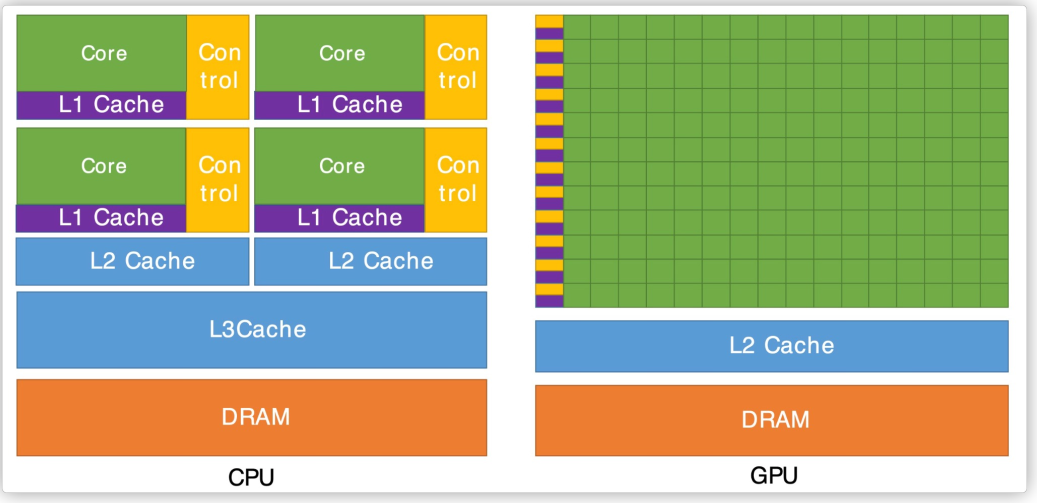 Core
Con
trol
L1 Cache
Core
Con
trol
L1 Cache
Core
Con
trol
L1 Cache
Core
Con
trol
L1 Cache
L2 Cache
L2 Cache
L3Cache
DRAM
CPU
L2 Cache
DRAM
GPU